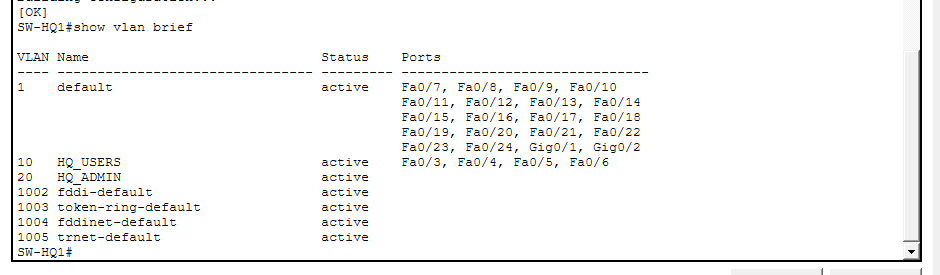 [OK]
SW-HQ1#show vlan brief
VLAN Name                             Status    Ports
---- -------------------------------- --------- -------------------------------
1    default                          active    Fa0/7, Fa0/8, Fa0/9, Fa0/10
                                                Fa0/11, Fa0/12, Fa0/13, Fa0/14
                                                Fa0/15, Fa0/16, Fa0/17, Fa0/18
                                                Fa0/19, Fa0/20, Fa0/21, Fa0/22
                                                Fa0/23, Fa0/24, Gig0/1, Gig0/2
10   HQ_USERS                         active    Fa0/3, Fa0/4, Fa0/5, Fa0/6
20   HQ_ADMIN                         active
1002 fddi-default                     active
1003 token-ring-default               active
1004 fddinet-default                  active
1005 trnet-default                    active
SW-HQ1#